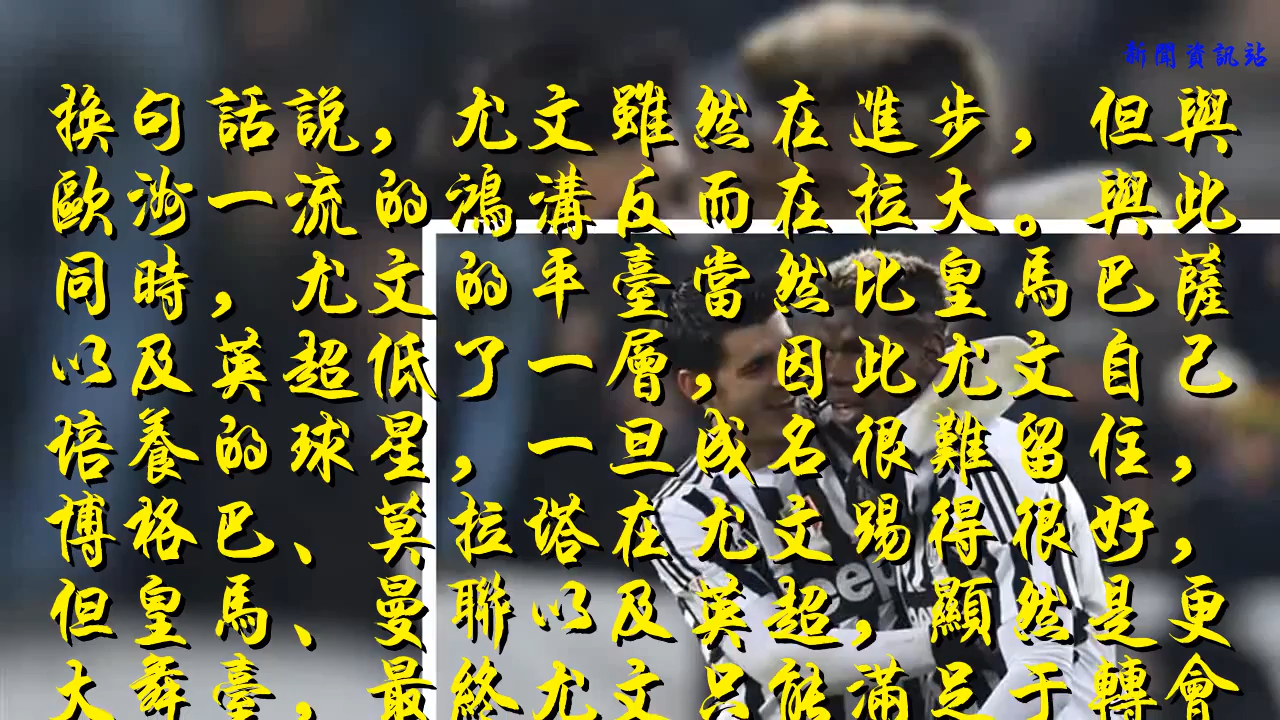 新聞資訊站
換句話説，尤文雖然在進步，但與
歐洲一流的鴻溝反而在拉大。與此
同時，尤文的平臺當然比皇馬巴薩
以及英超低了一層，因此尤文自己
培養的球星，一旦成名很難留住，
博格巴、莫拉塔在尤文踢得很好，
但皇馬、曼聯以及英超，顯然是更
大舞臺，最終尤文只能滿足于轉會
Jeep